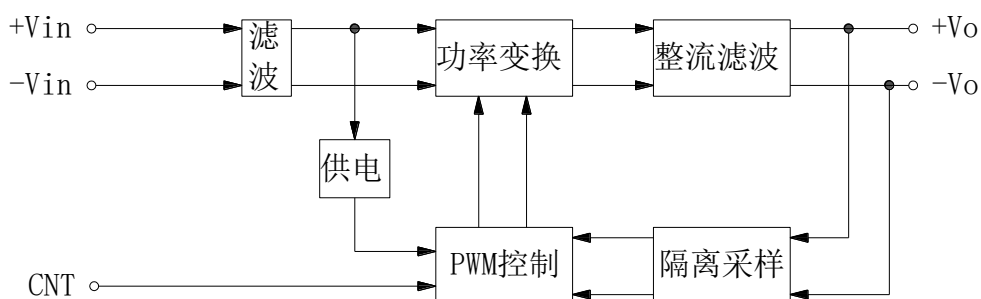 +Vin
滤波
功率变换
整流滤波
+Vo
-Vin
-Vo
供电
PWM控制
隔离采样
CNT